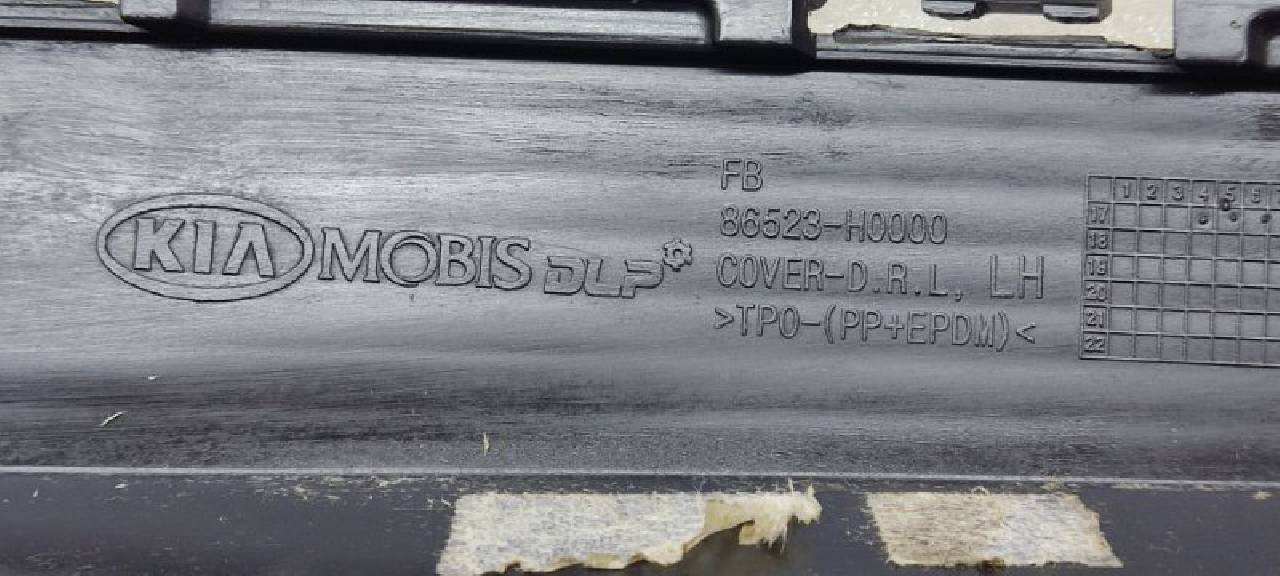 KIA MOBIS DLP
FB
86523-H0000
COVER-D.R.L, LH
>TPO-(PP+EPDM)<
1 2 3 4 5 6
17
18
19
20
21
22